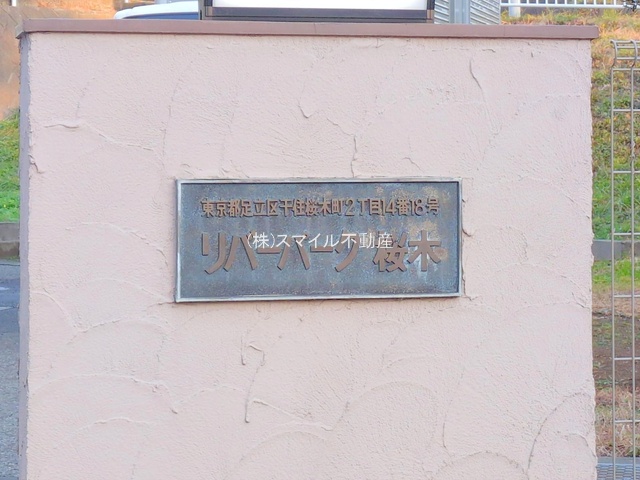 東京都足立区千住桜木町2丁目14番18号
リバーパーク 桜木
(株)スマイル不動産